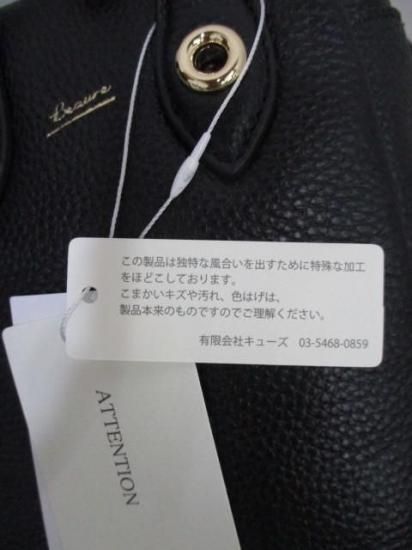 Beaure
この製品は独特な風合いを出すために特殊な加工
をほどこしております。
こまかいキズや汚れ、色はげは、
製品本来のものですのでご理解ください。
有限会社キューズ 03-5468-0859
ATTENTION